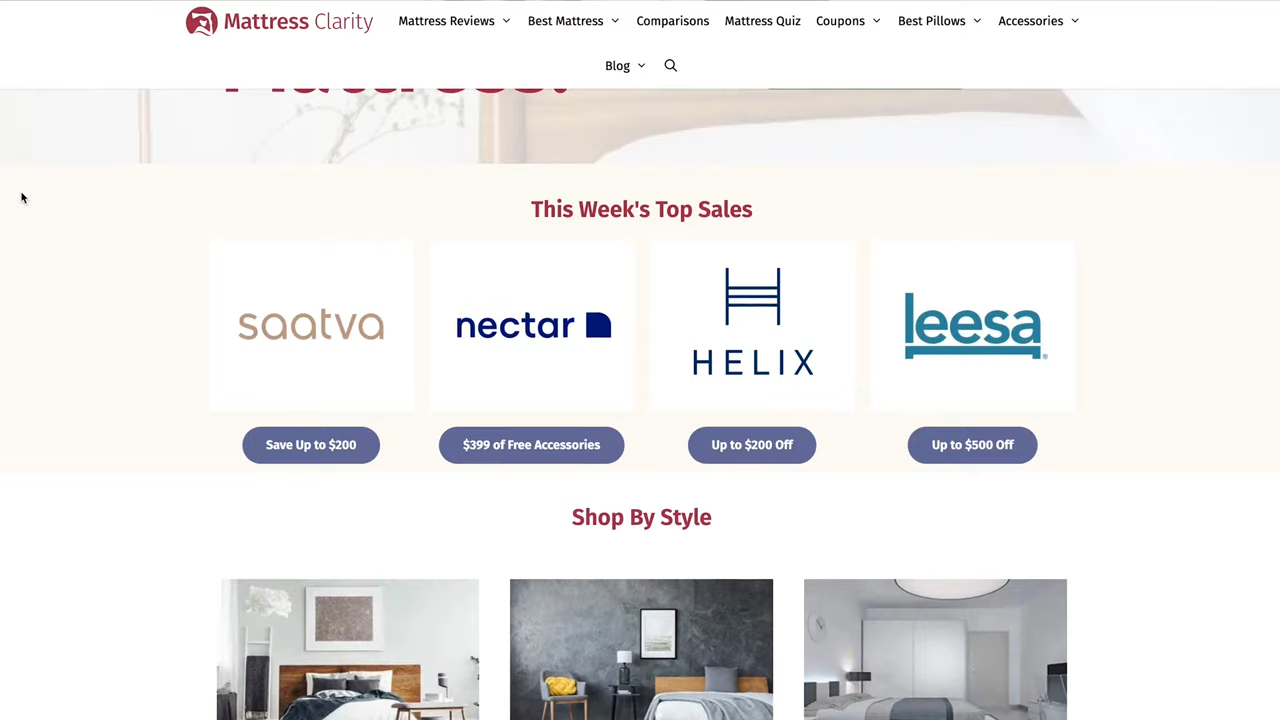 Mattress Clarity
Mattress Reviews
Best Mattress
Comparisons
Mattress Quiz
Coupons
Best Pillows
Accessories
Blog
This Week's Top Sales
saatva
nectar
HELIX
leesa
Save Up to $200
$399 of Free Accessories
Up to $200 Off
Up to $500 Off
Shop By Style